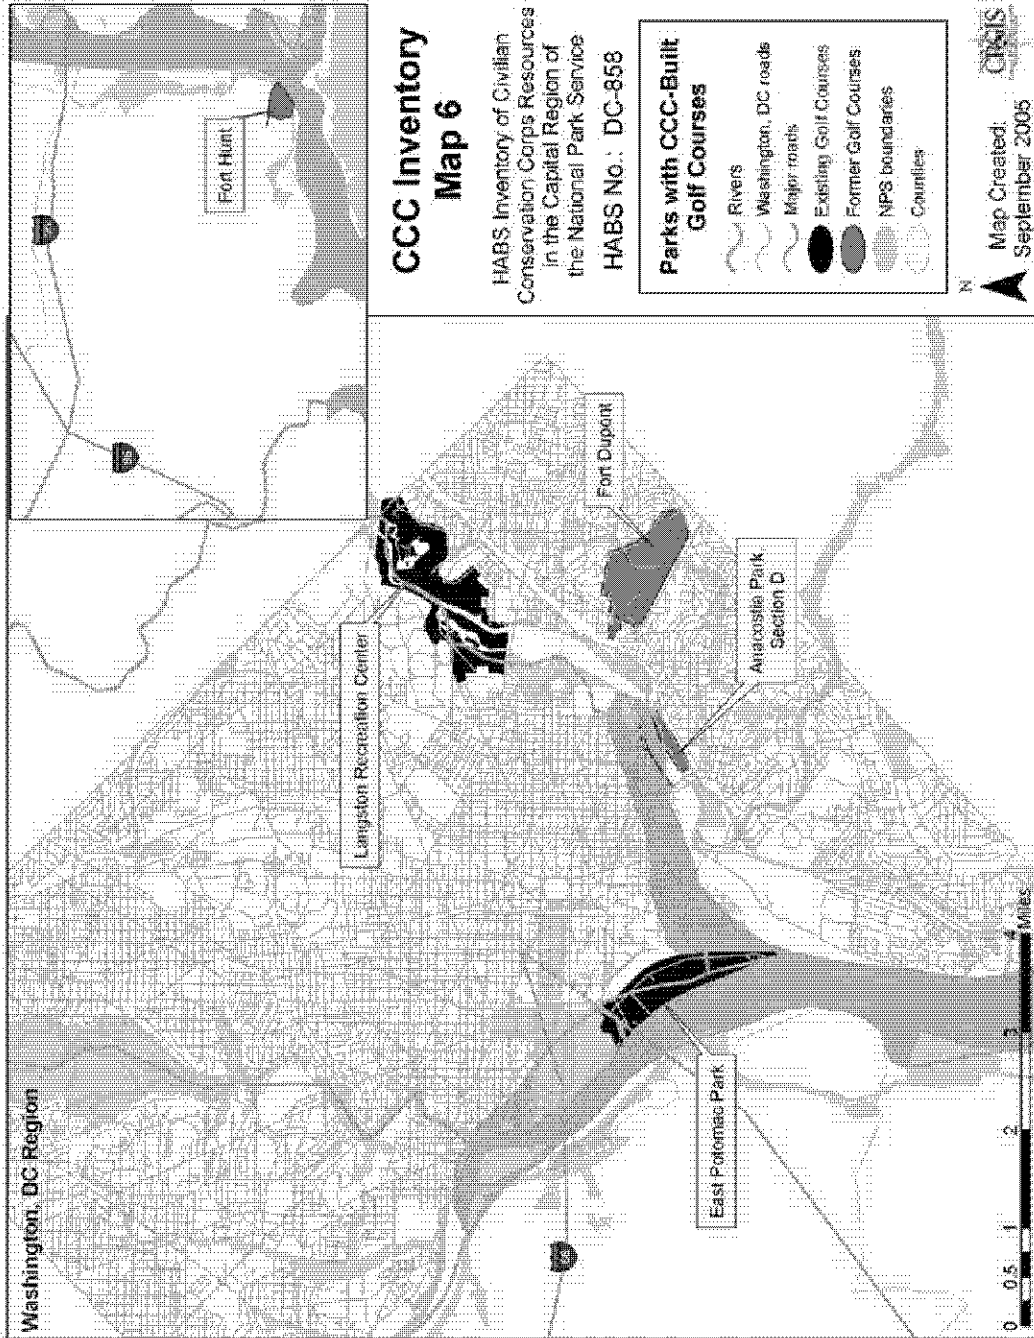 Washington, DC Region
Fort Hunt
CCC Inventory
Map 6
HABS Inventory of Civilian
Conservation Corps Resources
in the Capital Region of
the National Park Service
HABS No.: DC-858
Parks with CCC-Built
Golf Courses
Rivers
Washington, DC roads
Major roads
Existing Golf Courses
Former Golf Courses
NPS boundaries
Counties
N
Map Created:
September 2005
CRGIS
Langston Recreation Center
Fort Dupont
Anacostia Park
Section D
East Potomac Park
0 0.5 1 2 3 4
Miles